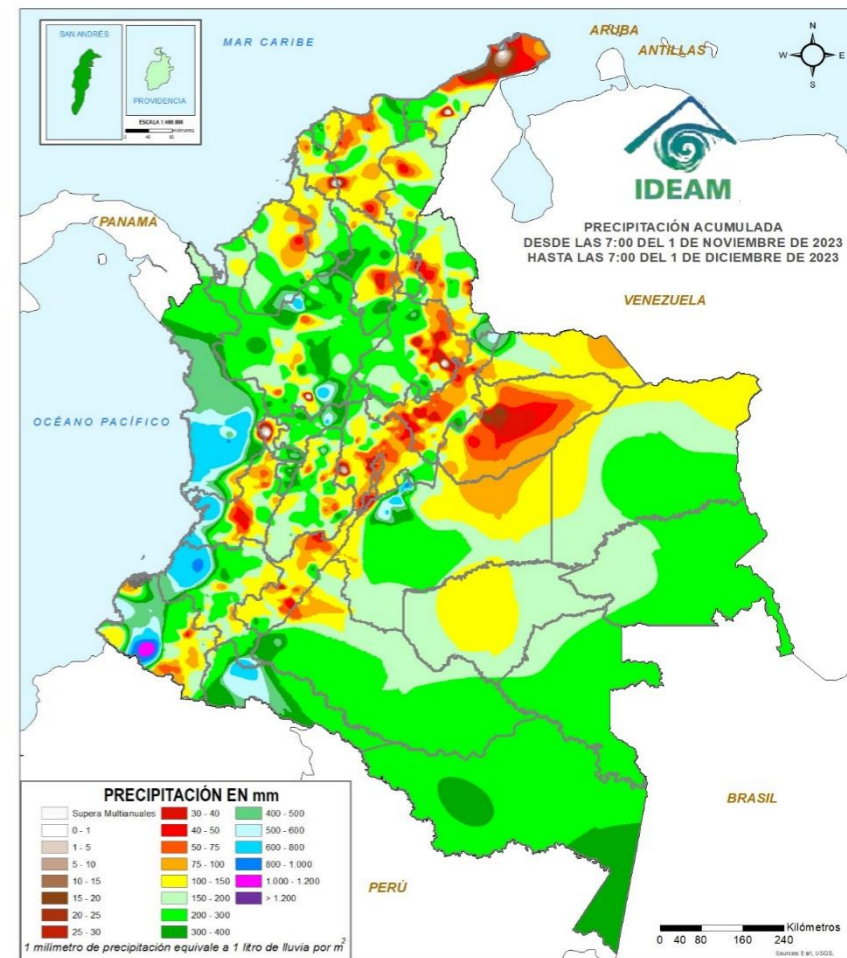 SAN ANDRÉS
PROVIDENCIA
ESCALA 1:400.000
Kilómetros
MAR CARIBE
ARUBA
ANTILLAS
N
W
E
S
IDEAM
PRECIPITACIÓN ACUMULADA
DESDE LAS 7:00 DEL 1 DE NOVIEMBRE DE 2023
HASTA LAS 7:00 DEL 1 DE DICIEMBRE DE 2023
PANAMA
VENEZUELA
OCÉANO PACÍFICO
BRASIL
PERÚ
PRECIPITACIÓN EN mm
Supera Multianuales
0 - 1
1 - 5
5 - 10
10 - 15
15 - 20
20 - 25
25 - 30
30 - 40
40 - 50
50 - 75
75 - 100
100 - 150
150 - 200
200 - 300
300 - 400
400 - 500
500 - 600
600 - 800
800 - 1.000
1.000 - 1.200
> 1.200
1 milimetro de precipitación equivale a 1 litro de lluvia por m²
Kilómetros
0 40 80 160 240
Sources: Esri, USGS,